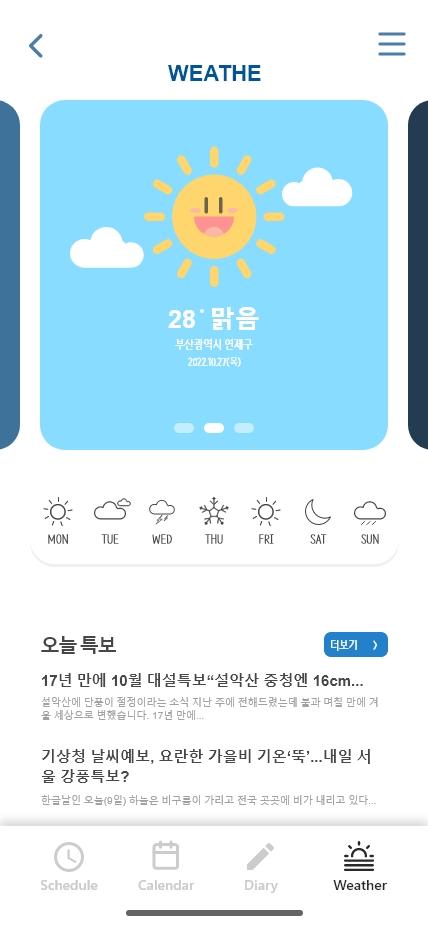 WEATHE
28˚맑음
부산광역시 연제구
2022.10.27(목)
MON TUE WED THU FRI SAT SUN
오늘 특보 더보기 >
17년 만에 10월 대설특보“설악산 중청엔 16cm...
설악산에 단풍이 절정이라는 소식 지난 주에 전해드렸는데 불과 며칠 만에 겨
울 세상으로 변했습니다. 17년 만에...
기상청 날씨예보, 요란한 가을비 기온‘뚝’...내일 서
울 강풍특보?
한글날인 오늘(9일) 하늘은 비구름이 가리고 전국 곳곳에 비가 내리고 있다...
Schedule Calendar Diary Weather